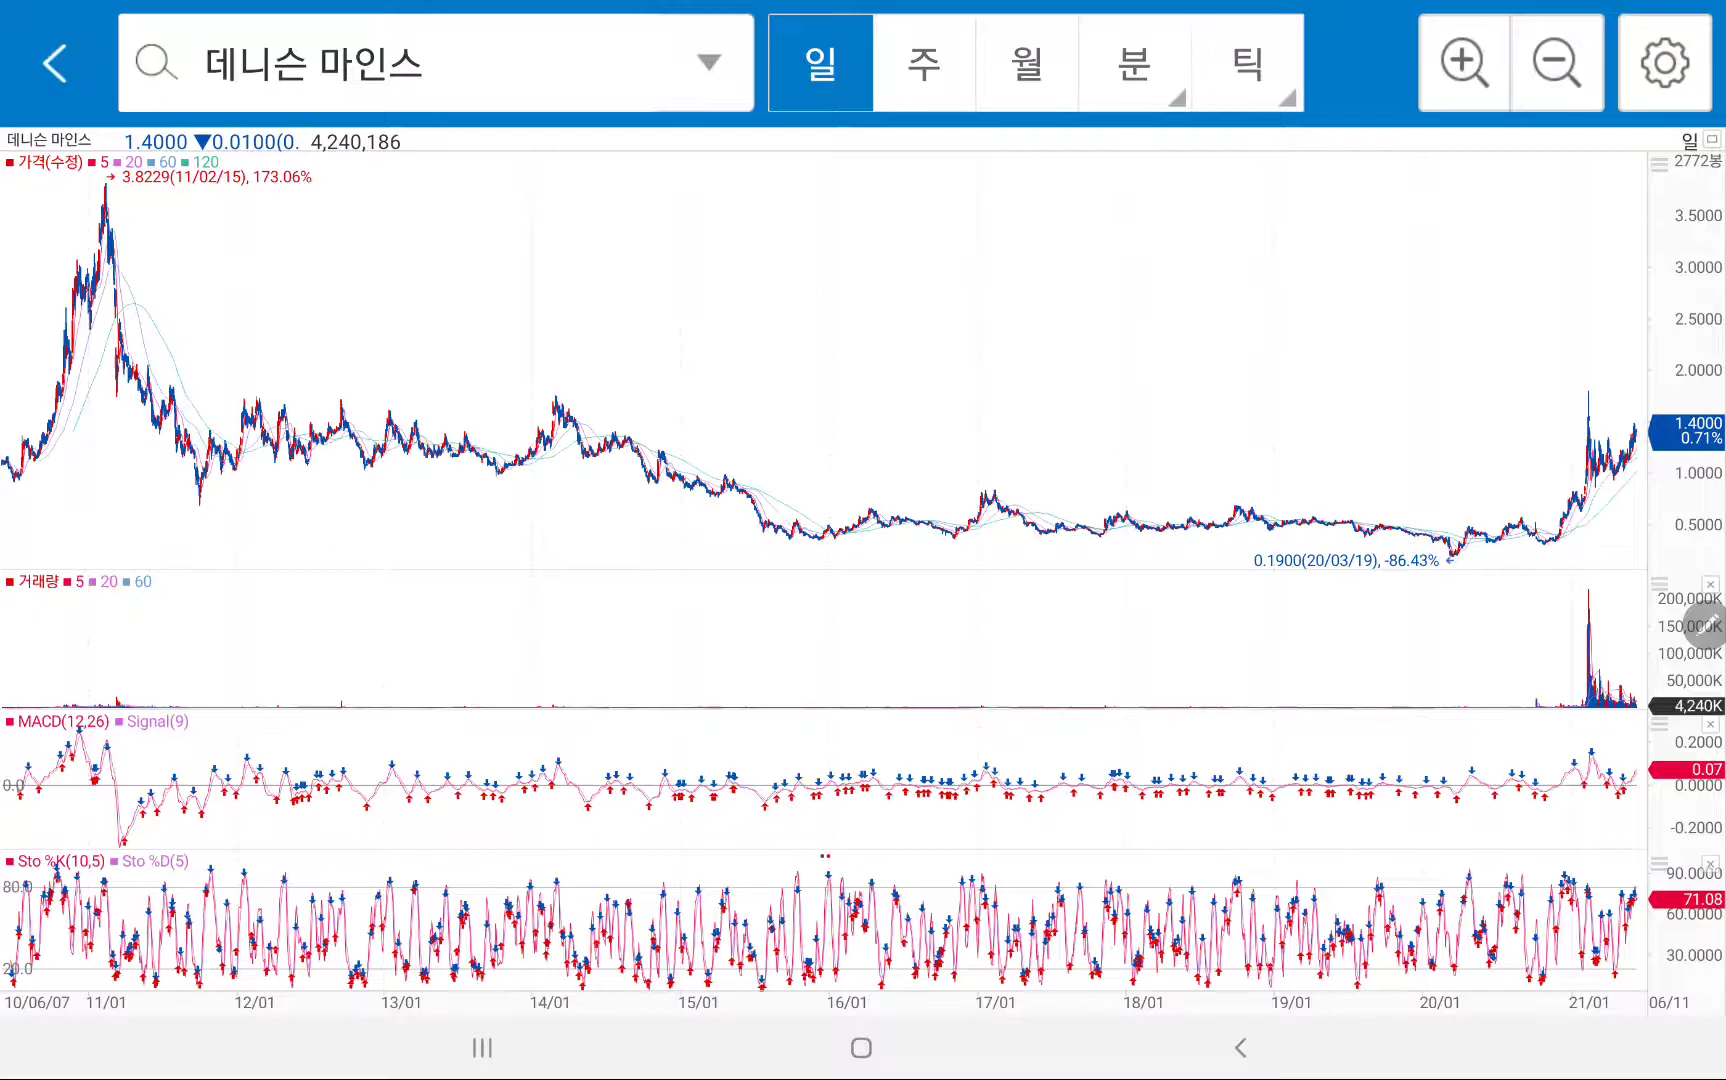 데니슨 마인스 일 주 월 분 틱
데니슨 마인스 1.4000 ▼0.0100(0. 4,240,186 일
가격(수정) 5 20 60 120 2772봉
3.8229(11/02/15), 173.06%
3.5000
3.0000
2.5000
2.0000
1.4000
0.71%
1.0000
0.5000
0.1900(20/03/19), -86.43%
거래량 5 20 60
200,000K
150,000K
100,000K
50,000K
4,240K
MACD(12,26) Signal(9)
0.2000
0.07
0.0 0.0000
-0.2000
Sto %K(10,5) Sto %D(5)
90.0000
80.0
71.08
60.0000
30.0000
20.0
10/06/07 11/01 12/01 13/01 14/01 15/01 16/01 17/01 18/01 19/01 20/01 21/01 06/11